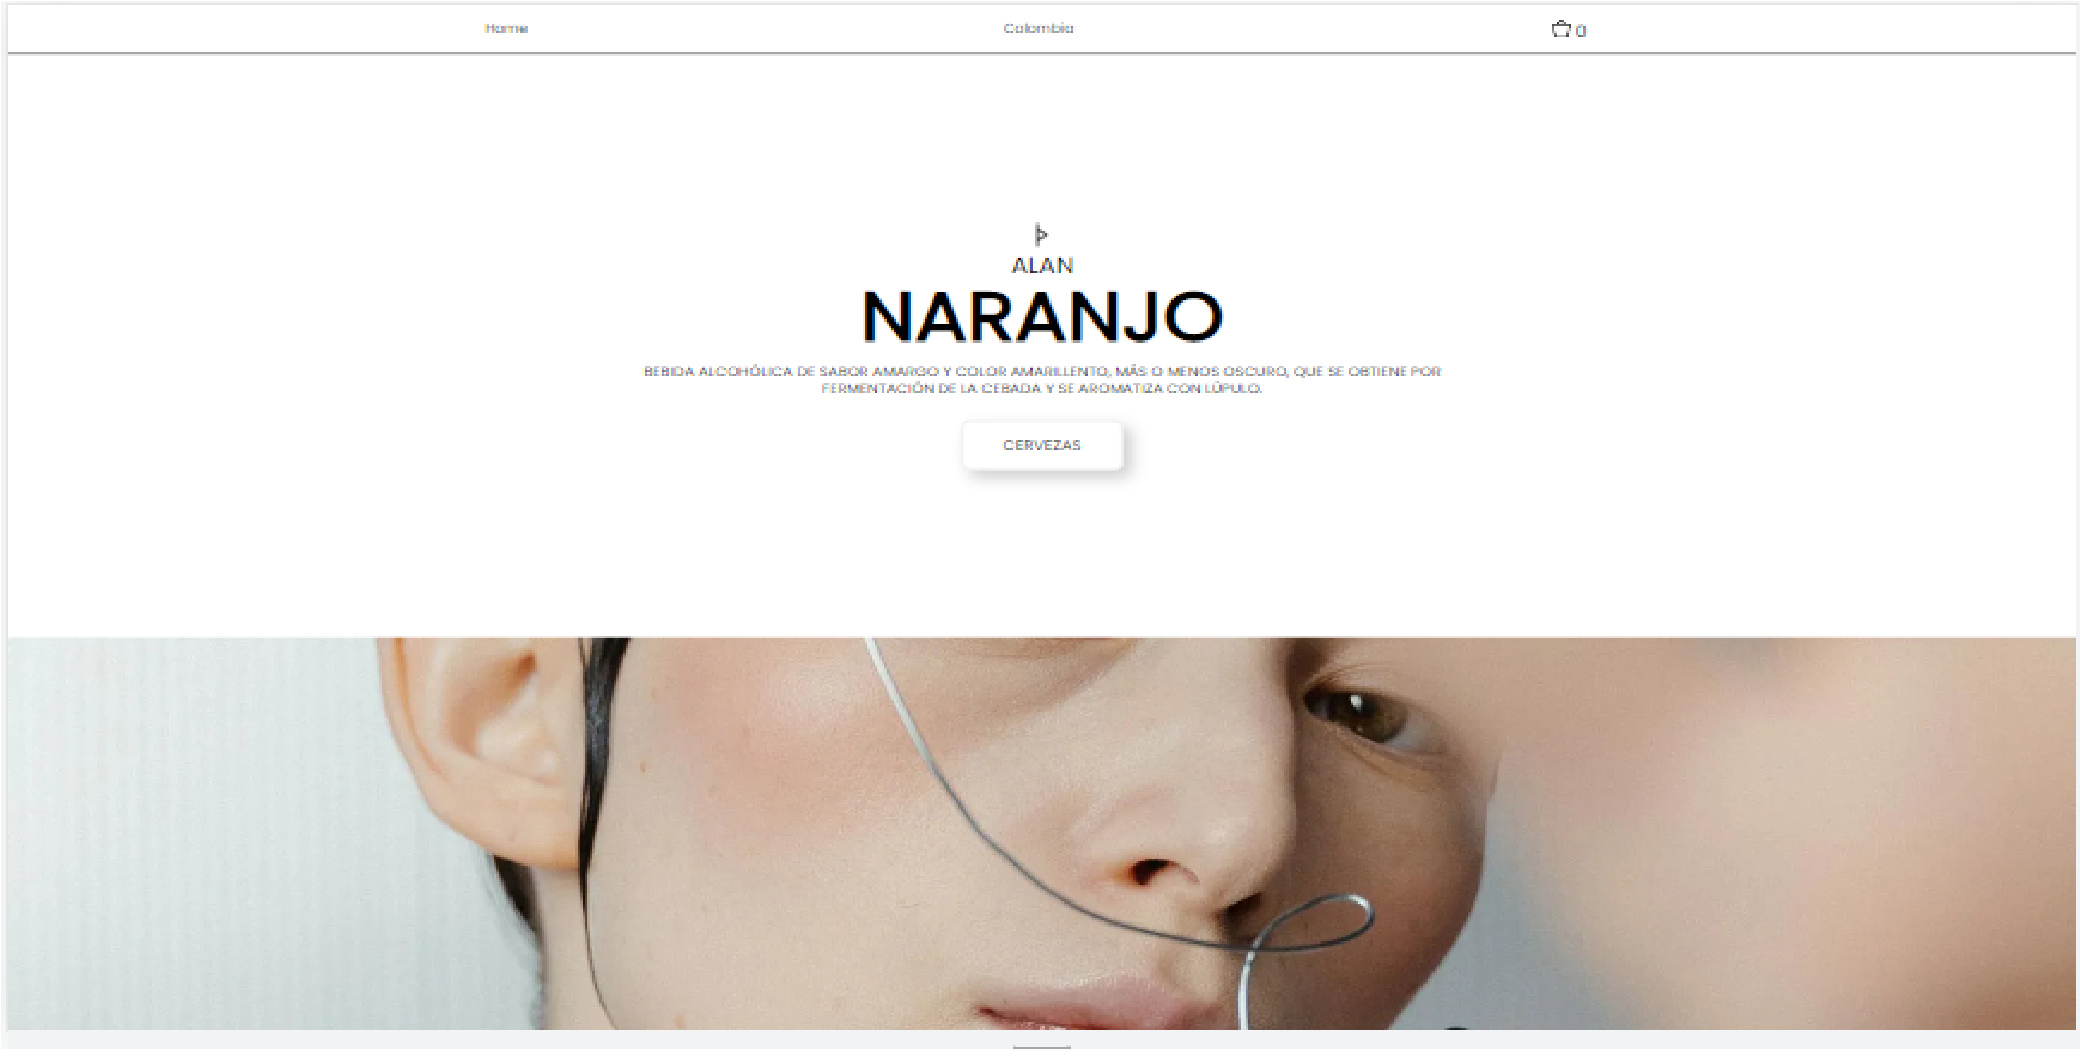 Home
Colombia
0
ALAN
NARANJO
BEBIDA ALCOHÓLICA DE SABOR AMARGO Y COLOR AMARILLENTO, MÁS O MENOS OSCURO, QUE SE OBTIENE POR
FERMENTACIÓN DE LA CEBADA Y SE AROMATIZA CON LÚPULO.
CERVEZAS